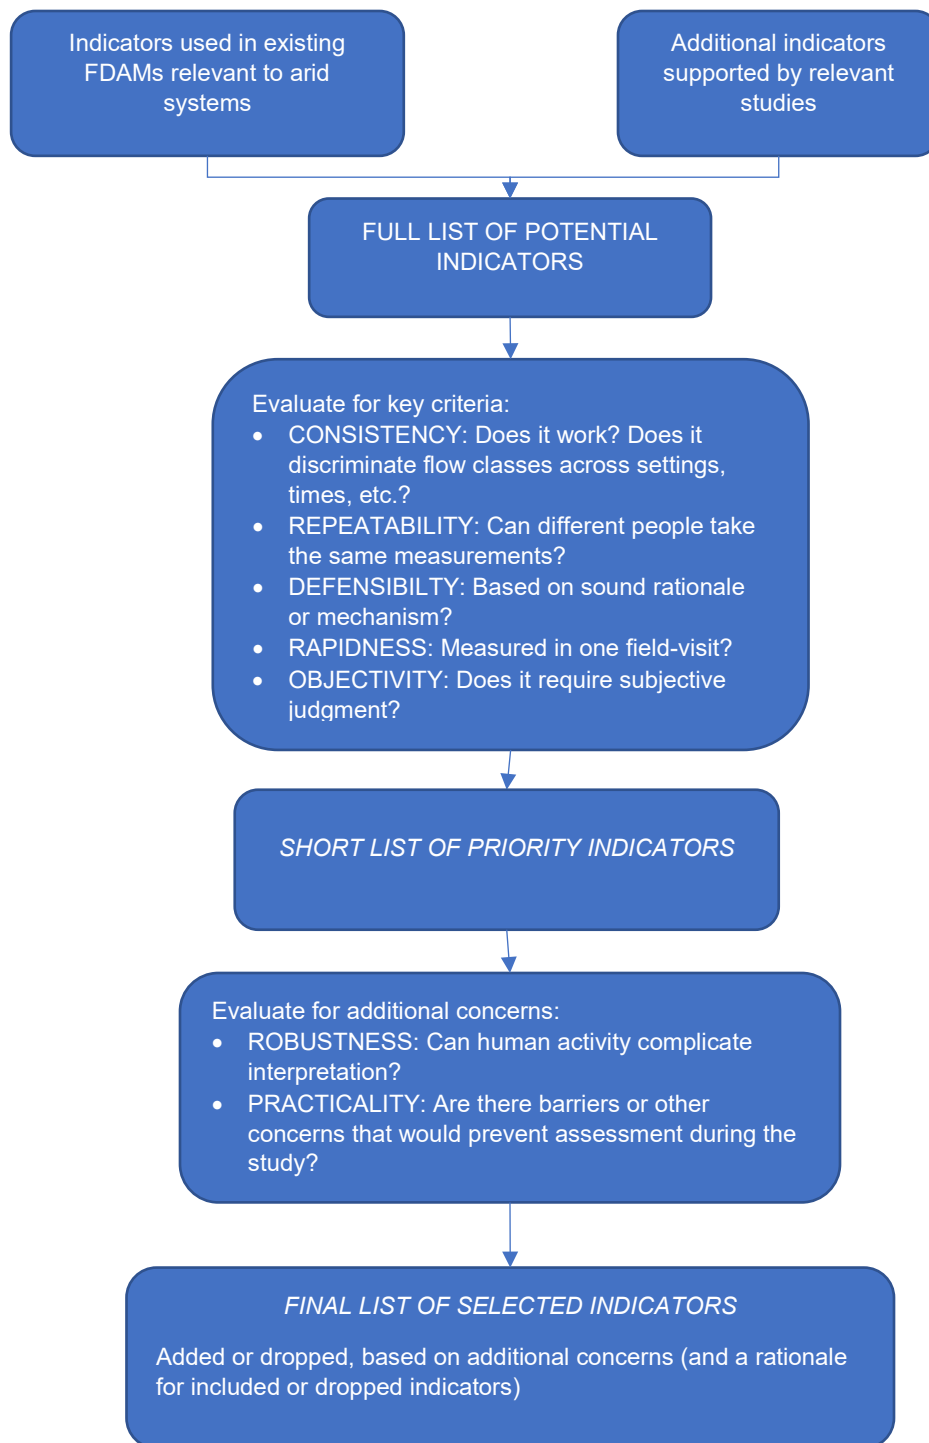 Indicators used in existing
FDAMs relevant to arid
systems
Additional indicators
supported by relevant
studies
FULL LIST OF POTENTIAL
INDICATORS
Evaluate for key criteria:
• CONSISTENCY: Does it work? Does it
discriminate flow classes across settings,
times, etc.?
• REPEATABILITY: Can different people take
the same measurements?
• DEFENSIBILTY: Based on sound rationale
or mechanism?
• RAPIDNESS: Measured in one field-visit?
• OBJECTIVITY: Does it require subjective
judgment?
SHORT LIST OF PRIORITY INDICATORS
Evaluate for additional concerns:
• ROBUSTNESS: Can human activity complicate
interpretation?
• PRACTICALITY: Are there barriers or other
concerns that would prevent assessment during the
study?
FINAL LIST OF SELECTED INDICATORS
Added or dropped, based on additional concerns (and a rationale
for included or dropped indicators)